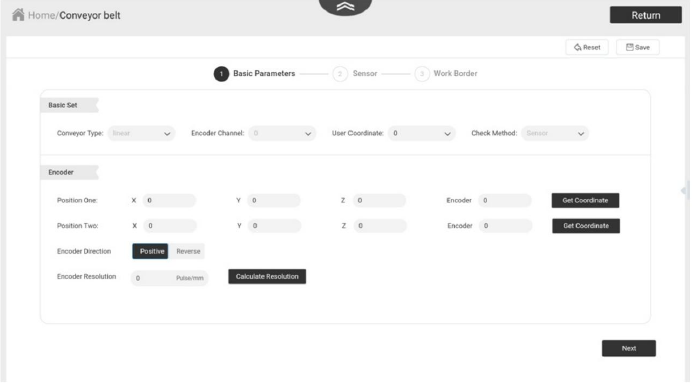 Home/Conveyor belt Return
Reset Save
1 Basic Parameters 2 Sensor 3 Work Border
Basic Set
Conveyor Type: linear Encoder Channel: 0 User Coordinate: 0 Check Method: Sensor
Encoder
Position One: X 0 Y 0 Z 0 Encoder 0 Get Coordinate
Position Two: X 0 Y 0 Z 0 Encoder 0 Get Coordinate
Encoder Direction Positive Reverse
Encoder Resolution 0 Pulse/mm Calculate Resolution
Next